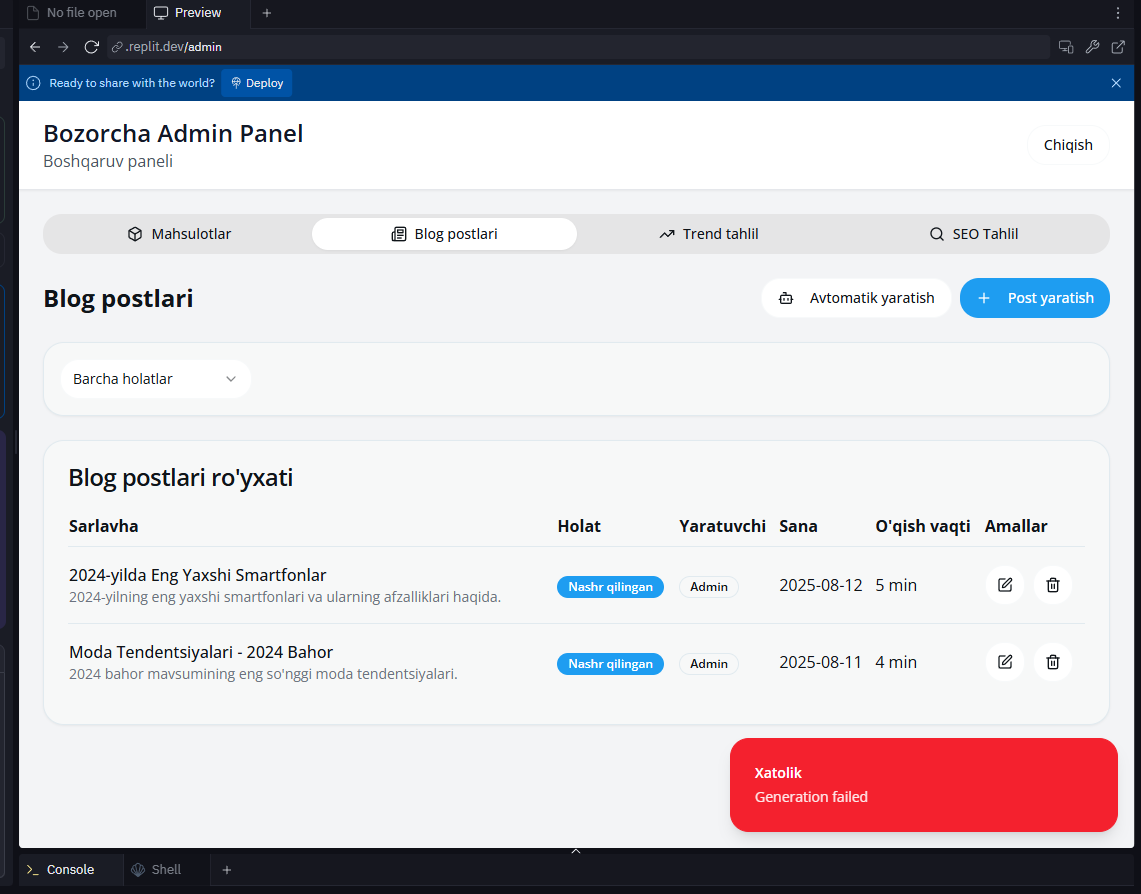 No file open
Preview
.replit.dev/admin
Ready to share with the world?
Deploy
Bozorcha Admin Panel
Boshqaruv paneli
Chiqish
Mahsulotlar
Blog postlari
Trend tahlil
SEO Tahlil
Blog postlari
Avtomatik yaratish
Post yaratish
Barcha holatlar
Blog postlari ro'yxati
Sarlavha Holat Yaratuvchi Sana O'qish vaqti Amallar
2024-yilda Eng Yaxshi Smartfonlar
2024-yilning eng yaxshi smartfonlari va ularning afzalliklari haqida.
Nashr qilingan Admin 2025-08-12 5 min
Moda Tendentsiyalari - 2024 Bahor
2024 bahor mavsumining eng so'nggi moda tendentsiyalari.
Nashr qilingan Admin 2025-08-11 4 min
Xatolik
Generation failed
Console
Shell